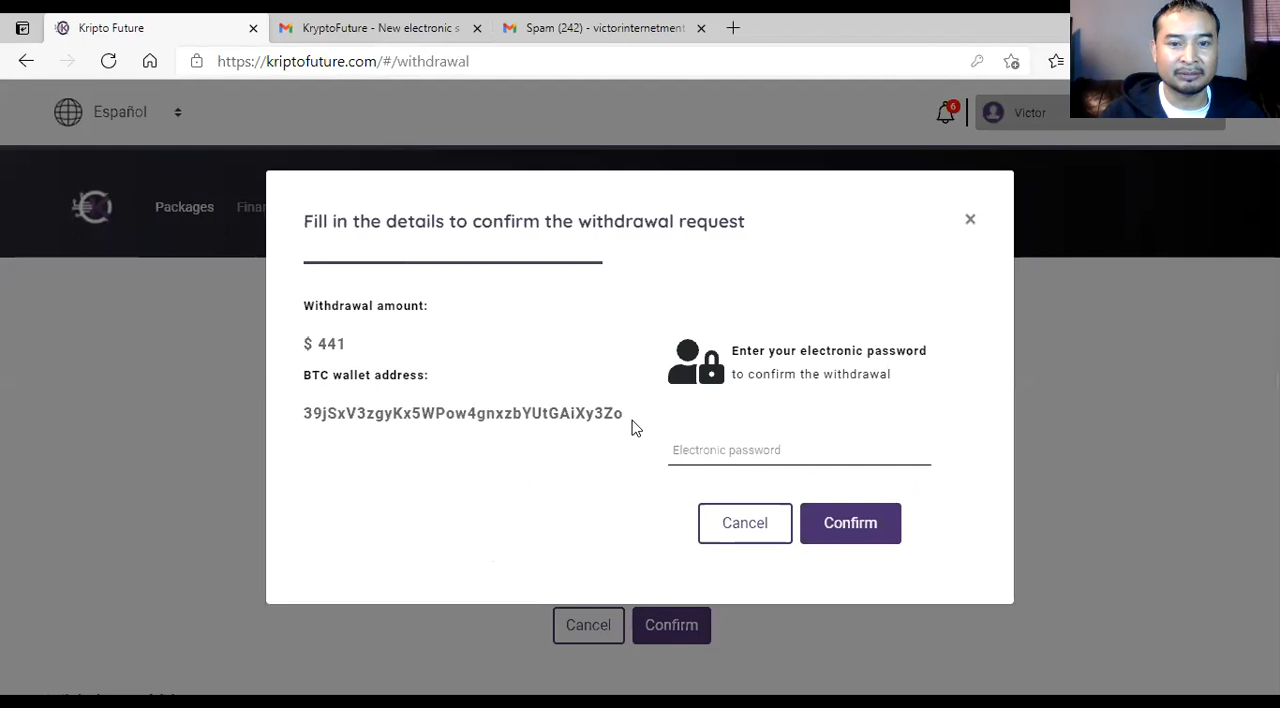 Kripto Future
KryptoFuture - New electronic s
Spam (242) - victorinternetment
https://kriptofuture.com/#/withdrawal
Español
6
Victor
Packages
Finan
Fill in the details to confirm the withdrawal request
Withdrawal amount:
$ 441
BTC wallet address:
39jSxV3zgyKx5WPow4gnxzbYUtGAiXy3Zo
Enter your electronic password
to confirm the withdrawal
Electronic password
Cancel
Confirm
Cancel
Confirm